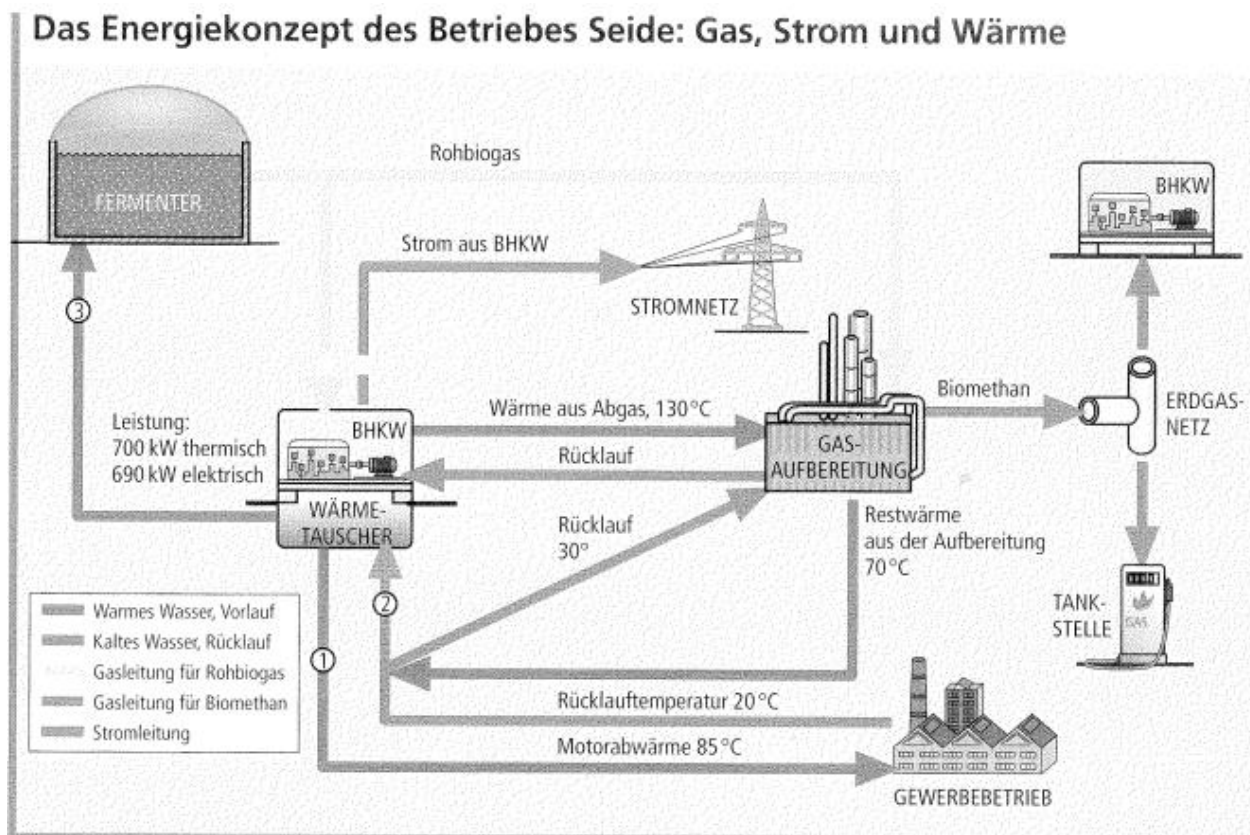 Das Energiekonzept des Betriebes Seide: Gas, Strom und Wärme
Rohbiogas
BHKW
FERMENTER
Strom aus BHKW
STROMNETZ
③
Biomethan
ERDGAS-
NETZ
Leistung:
700 kW thermisch
690 kW elektrisch
BHKW
Wärme aus Abgas, 130°C
Rücklauf
GAS-
AUFBEREITUNG
WÄRME-
TAUSCHER
Rücklauf
30°
Restwärme
aus der Aufbereitung
70°C
TANK-
STELLE
GAS
②
①
Warmes Wasser, Vorlauf
Kaltes Wasser, Rücklauf
Gasleitung für Rohbiogas
Gasleitung für Biomethan
Stromleitung
Rücklauftemperatur 20°C
Motorabwärme 85°C
GEWERBEBETRIEB